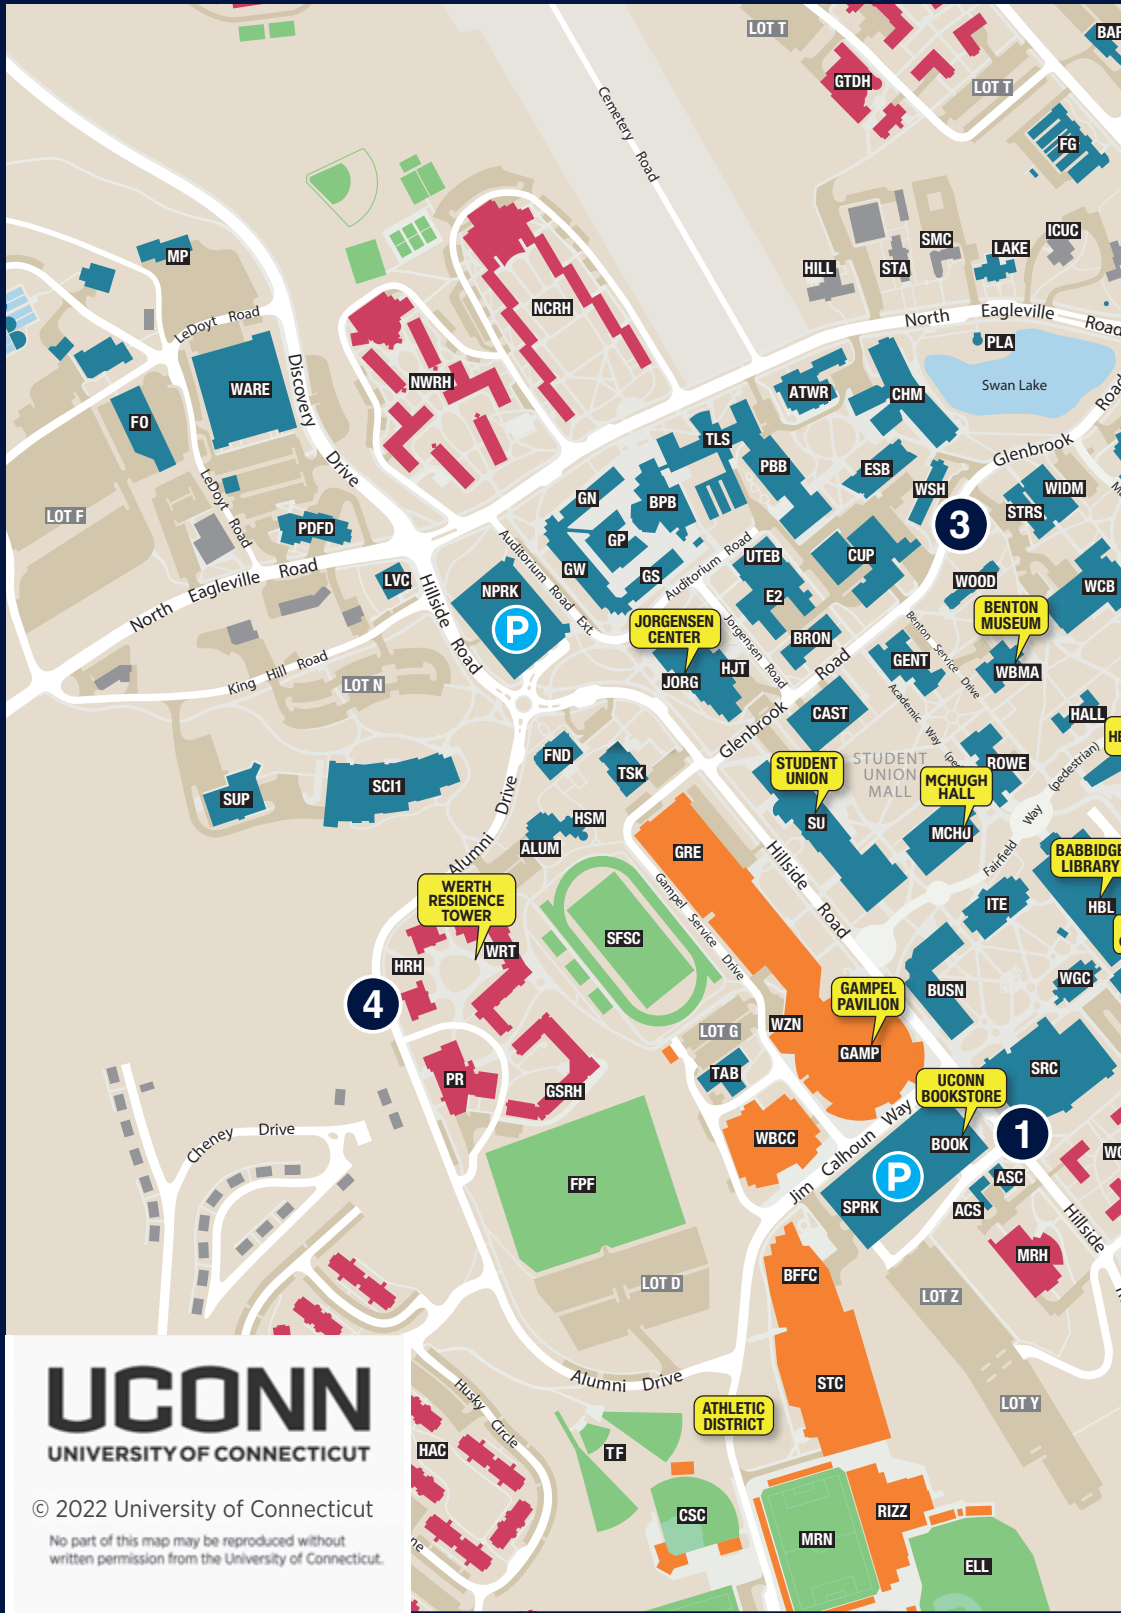 LOT T
BAR
GTDH
LOT T
FG
Cemetery Road
MP
SMC
ICUC
LAKE
HILL
STA
NCRH
LeDoyt Road
North Eagleville Road
PLA
Swan Lake
WARE
Discovery Drive
NWRH
ATWR
CHM
Road
FO
TLS
Glenbrook
PBB
ESB
WSH
WIDM
STRS
LeDoyt Road
GN
BPB
LOT F
PDFD
3
GP
CUP
Auditorium Road Ext.
Auditorium Road
UTEB
GW
GS
LVC
WOOD
WCB
North Eagleville Road
NPRK
E2
P
Hillside Road
JORGENSEN
CENTER
BENTON
MUSEUM
Jorgensen Road
BRON
Benton Service Drive
GENT
WBMA
HJT
JORG
King Hill Road
LOT N
Glenbrook Road
Academic Way
CAST
HALL
FND
TSK
STUDENT
UNION
STUDENT
UNION
MALL
ROWE
(pedestrian)
SCI1
SUP
MCHUGH
HALL
Alumni Drive
HSM
SU
MCHU
Fairfield Way
ALUM
GRE
Hillside Road
BABBIDGE
LIBRARY
WERTH
RESIDENCE
TOWER
Gampel Service Drive
ITE
HBL
SFSC
WRT
HRH
WGC
4
GAMPEL
PAVILION
BUSN
LOT G
WZN
GAMP
PR
TAB
GSRH
SRC
UCONN
BOOKSTORE
Cheney Drive
WBCC
Jim Calhoun Way
BOOK
1
FPF
P
ASC
SPRK
ACS
Hillside
MRH
BFFC
LOT D
LOT Z
Alumni Drive
STC
Husky Circle
ATHLETIC
DISTRICT
LOT Y
HAC
TF
CSC
RIZZ
MRN
ELL
UCONN
UNIVERSITY OF CONNECTICUT
© 2022 University of Connecticut
No part of this map may be reproduced without
written permission from the University of Connecticut.